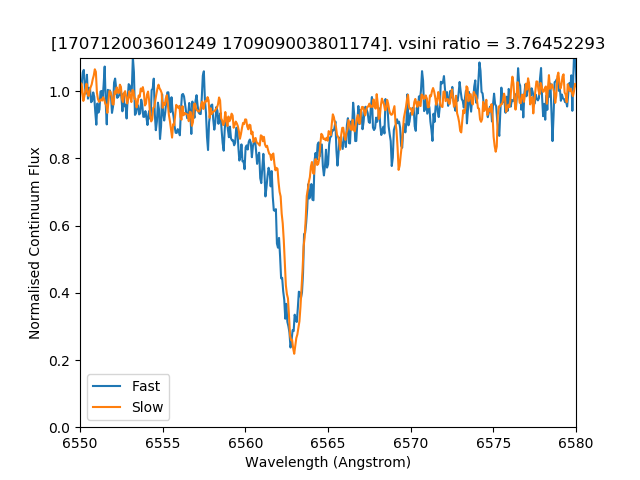 [170712003601249 170909003801174]. vsini ratio = 3.76452293
Normalised Continuum Flux
1.0
0.8
0.6
0.4
0.2
0.0
Fast
Slow
6550 6555 6560 6565 6570 6575 6580
Wavelength (Angstrom)